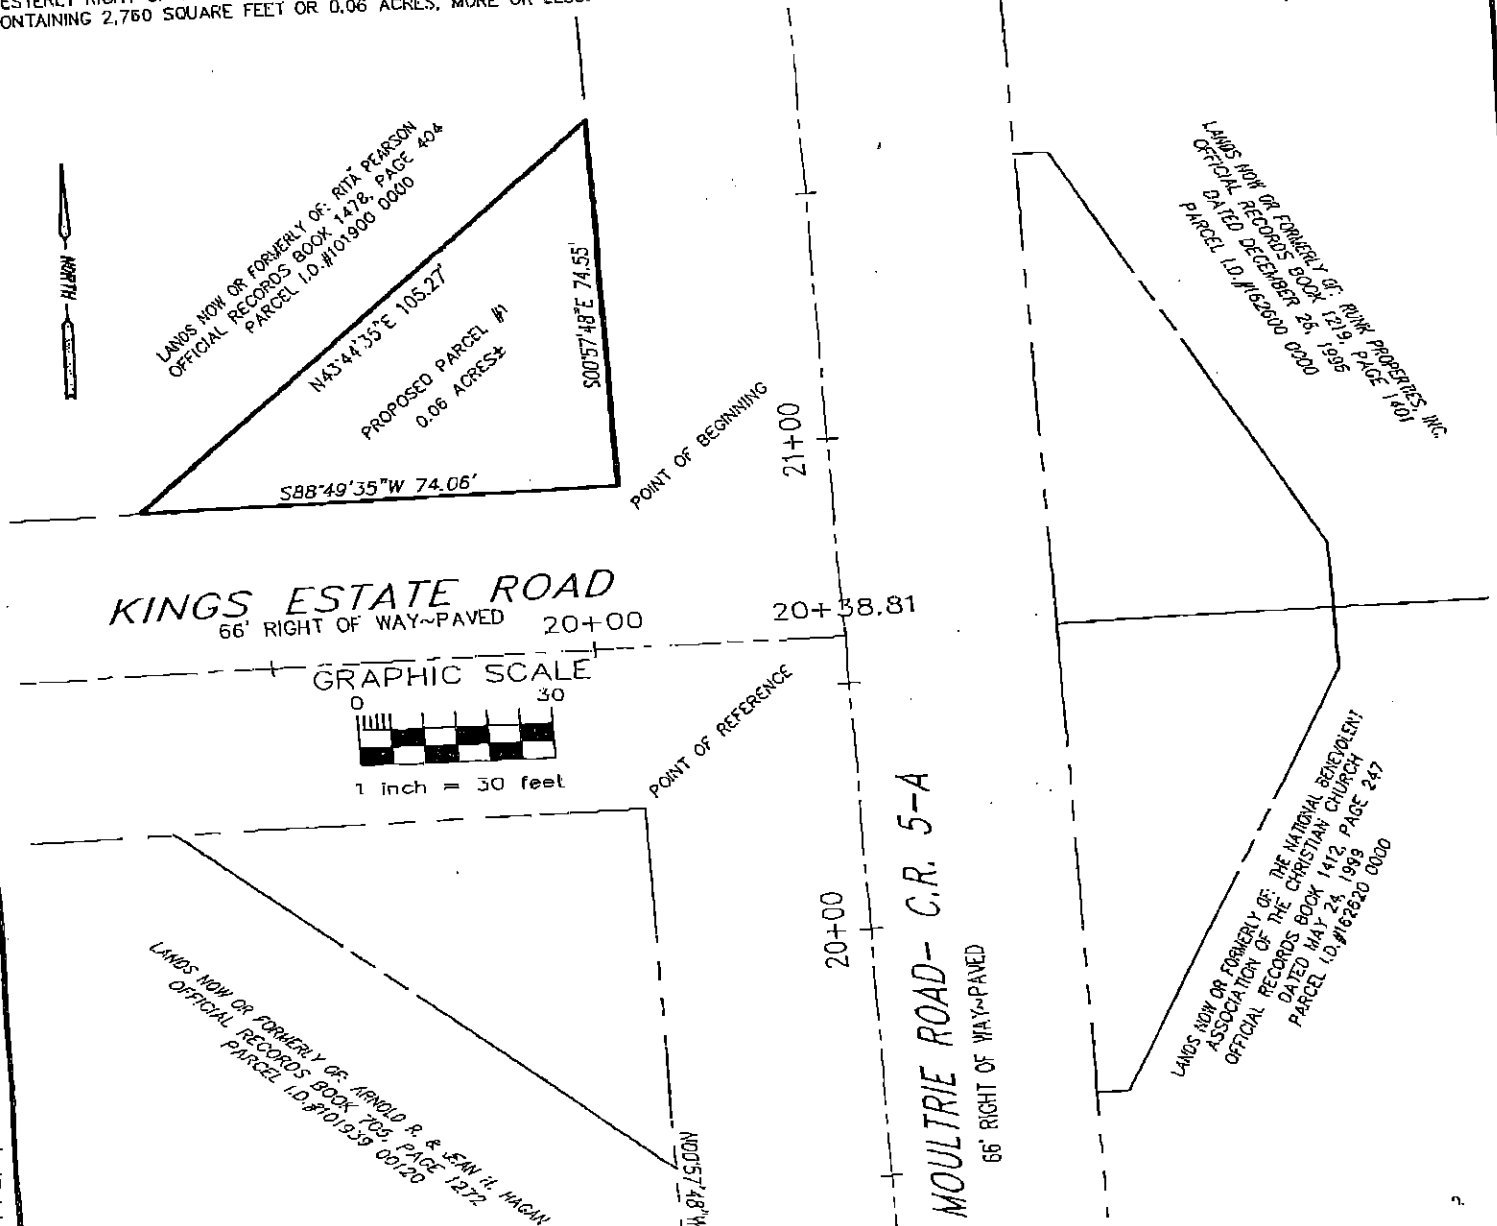 ONTAINING 2,760 SQUARE FEET OR 0.06 ACRES, MORE OR
LANDS NOW OR FORMERLY OF: RITA PEARSON
OFFICIAL RECORDS BOOK 1478, PAGE 404
PARCEL I.D.#101900 0000
NORTH
N43°44'35"E 105.27'
PROPOSED PARCEL #1
0.06 ACRES±
S00°57'48"E 74.55'
S88°49'35"W 74.06'
POINT OF BEGINNING
21+00
LANDS NOW OR FORMERLY OF: RUNK PROPERTIES, INC.
OFFICIAL RECORDS BOOK 1219, PAGE 1401
DATED DECEMBER 26, 1996
PARCEL I.D.#162600 0000
KINGS ESTATE ROAD
66' RIGHT OF WAY~PAVED
20+00
20+38.81
GRAPHIC SCALE
0 30
1 inch = 30 feet
POINT OF REFERENCE
20+00
MOULTRIE ROAD- C.R. 5-A
66' RIGHT OF WAY~PAVED
LANDS NOW OR FORMERLY OF: THE NATIONAL BENEVOLENT
ASSOCIATION OF THE CHRISTIAN CHURCH
OFFICIAL RECORDS BOOK 1412, PAGE 247
DATED MAY 24, 1999
PARCEL I.D.#162620 0000
LANDS NOW OR FORMERLY OF: ARNOLD R. & JEAN H. HAGAN
OFFICIAL RECORDS BOOK 705, PAGE 1272
PARCEL I.D.#101939 00120
N00°57'48"W